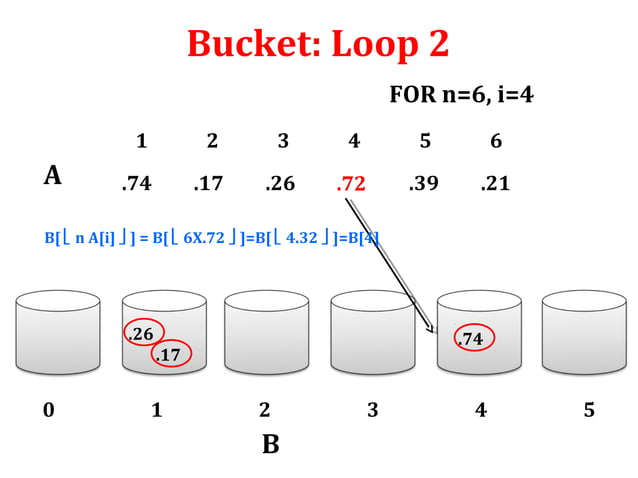 Bucket: Loop 2
FOR n=6, i=4
1 2 3 4 5 6
A .74 .17 .26 .72 .39 .21
B[⎣ n A[i] ⎦] = B[⎣ 6X.72 ⎦]=B[⎣ 4.32 ⎦]=B[4]
.26 .74
.17
0 1 2 3 4 5
B